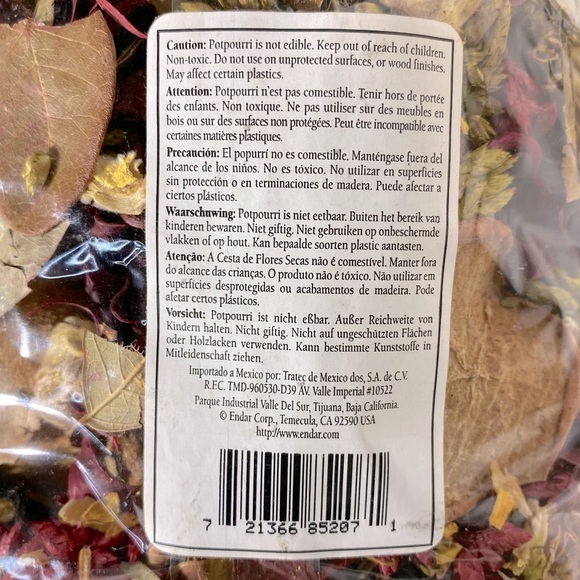 Caution: Potpourri is not edible. Keep out of reach of children.
Non-toxic. Do not use on unprotected surfaces, or wood finishes.
May affect certain plastics.
Attention: Potpourri n'est pas comestible. Tenir hors de portée
des enfants. Non toxique. Ne pas utiliser sur des meubles en
bois ou sur des surfaces non protégées. Peut être incompatible avec
certaines matières plastiques.
Precanción: El popurrí no es comestible. Manténgase fuera del
alcance de los niños. No es tóxico. No utilizar en superficies
sin protección o en terminaciones de madera. Puede afectar a
ciertos plásticos.
Waarschuwing: Potpourri is niet eetbaar. Buiten het bereik van
kinderen bewaren. Niet giftig. Niet gebruiken op onbeschermde
vlakken of op hout. Kan bepaalde soorten plastic aantasten.
Atenção: A Cesta de Flores Secas não é comestível. Manter fora
do alcance das crianças. O produto não é tóxico. Não utilizar em
superfícies desprotegidas ou acabamentos de madeira. Pode
afetar certos plásticos.
Vorsicht: Potpourri ist nicht eßbar. Außer Reichweite von
Kindern halten. Nicht giftig. Nicht auf ungeschützten Flächen
oder Holzlacken verwenden. Kann bestimmte Kunststoffe in
Mitleidenschaft ziehen.
Importado a Mexico por: Tratec de Mexico dos, S.A. de C.V.
R.F.C. TMD-960530-D39 AV. Valle Imperial #10522
Parque Industrial Valle Del Sur, Tijuana, Baja California.
© Endar Corp., Temecula, CA 92590 USA
http://www.endar.com
7 21366 85207 1